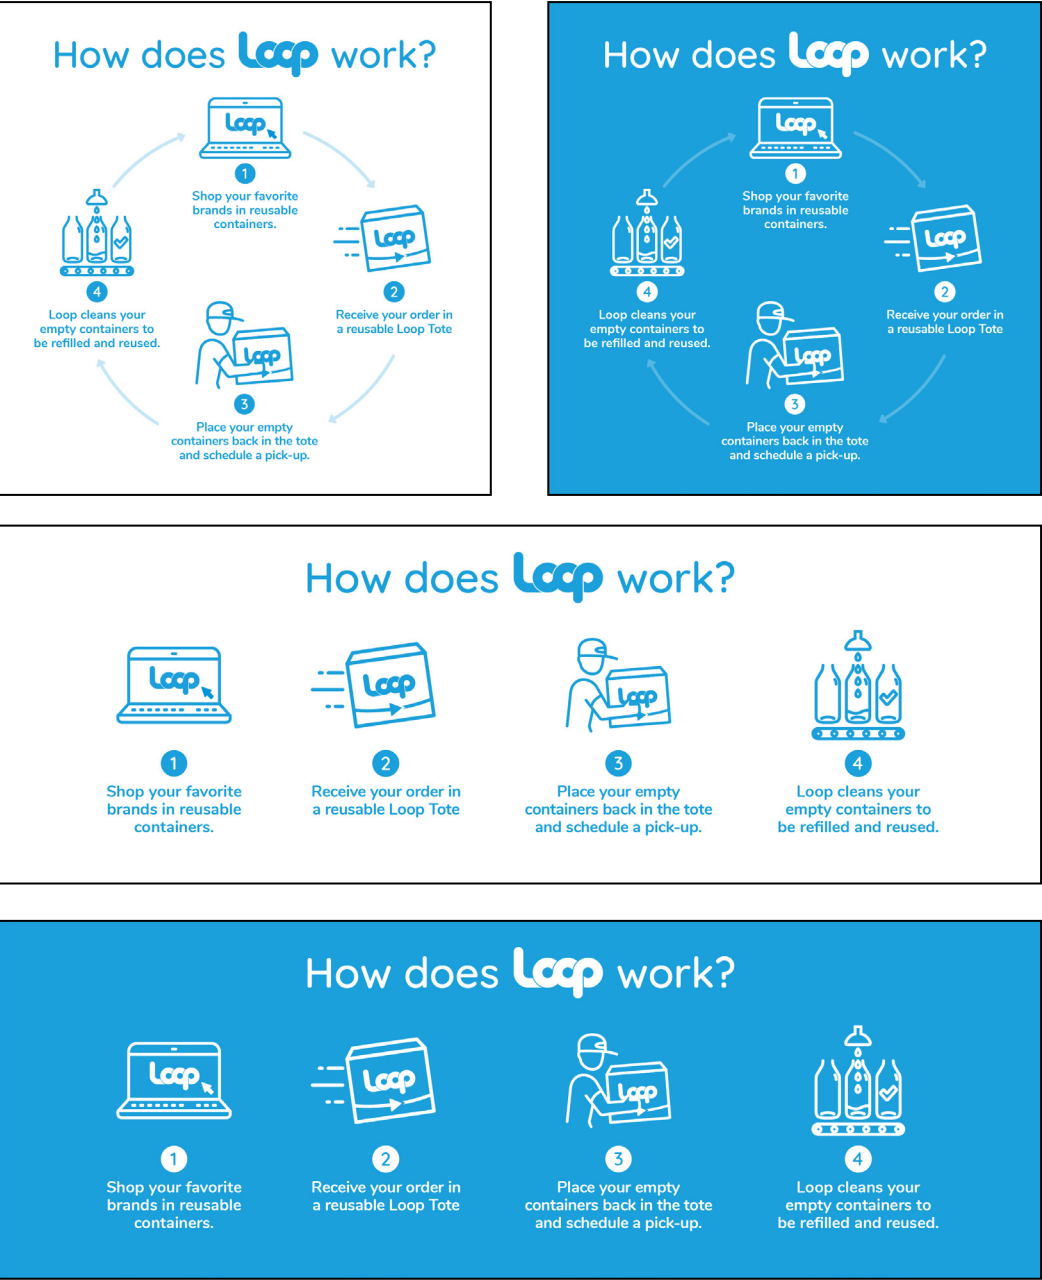 How does Loop work?
Loop
1
Shop your favorite
brands in reusable
containers.
Loop
2
Receive your order in
a reusable Loop Tote
Loop
3
Place your empty
containers back in the tote
and schedule a pick-up.
4
Loop cleans your
empty containers to
be refilled and reused.
How does Loop work?
Loop
1
Shop your favorite
brands in reusable
containers.
Loop
2
Receive your order in
a reusable Loop Tote
Loop
3
Place your empty
containers back in the tote
and schedule a pick-up.
4
Loop cleans your
empty containers to
be refilled and reused.
How does Loop work?
Loop
1
Shop your favorite
brands in reusable
containers.
Loop
2
Receive your order in
a reusable Loop Tote
Loop
3
Place your empty
containers back in the tote
and schedule a pick-up.
4
Loop cleans your
empty containers to
be refilled and reused.
How does Loop work?
Loop
1
Shop your favorite
brands in reusable
containers.
Loop
2
Receive your order in
a reusable Loop Tote
Loop
3
Place your empty
containers back in the tote
and schedule a pick-up.
4
Loop cleans your
empty containers to
be refilled and reused.